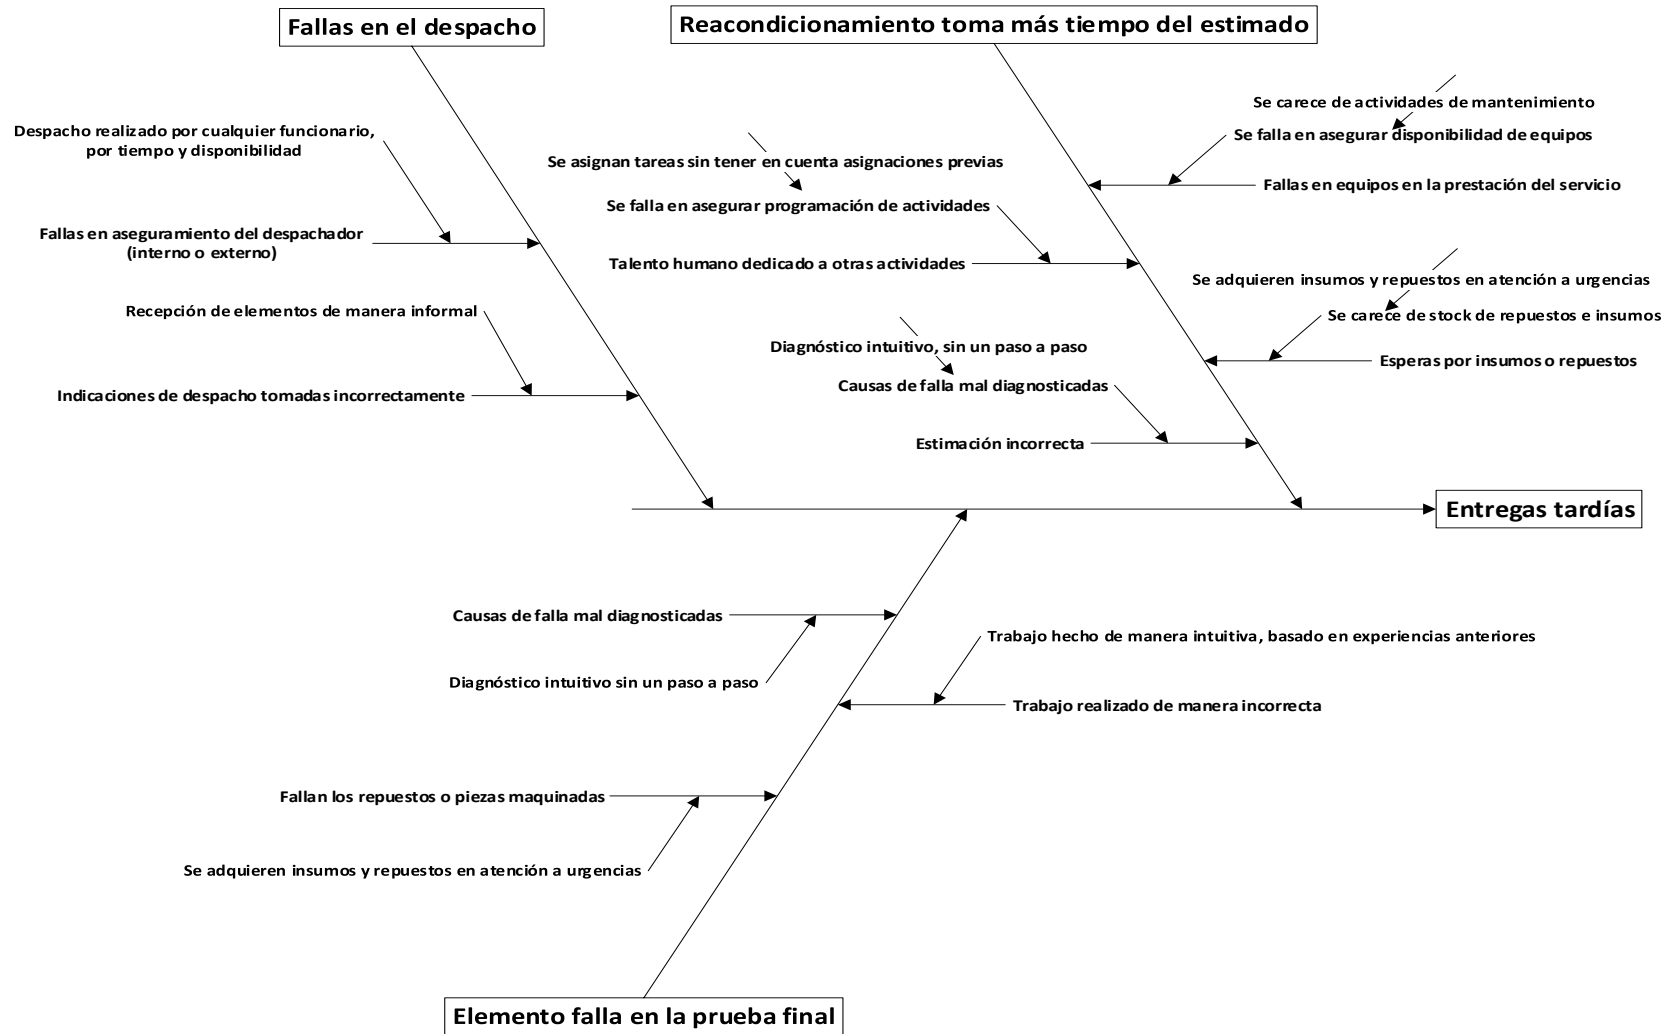 Fallas en el despacho
Reacondicionamiento toma más tiempo del estimado
Despacho realizado por cualquier funcionario,
por tiempo y disponibilidad
Fallas en aseguramiento del despachador
(interno o externo)
Recepción de elementos de manera informal
Indicaciones de despacho tomadas incorrectamente
Se asignan tareas sin tener en cuenta asignaciones previas
Se falla en asegurar programación de actividades
Talento humano dedicado a otras actividades
Diagnóstico intuitivo, sin un paso a paso
Causas de falla mal diagnosticadas
Estimación incorrecta
Se carece de actividades de mantenimiento
Se falla en asegurar disponibilidad de equipos
Fallas en equipos en la prestación del servicio
Se adquieren insumos y repuestos en atención a urgencias
Se carece de stock de repuestos e insumos
Esperas por insumos o repuestos
Entregas tardías
Causas de falla mal diagnosticadas
Diagnóstico intuitivo sin un paso a paso
Trabajo hecho de manera intuitiva, basado en experiencias anteriores
Trabajo realizado de manera incorrecta
Fallan los repuestos o piezas maquinadas
Se adquieren insumos y repuestos en atención a urgencias
Elemento falla en la prueba final